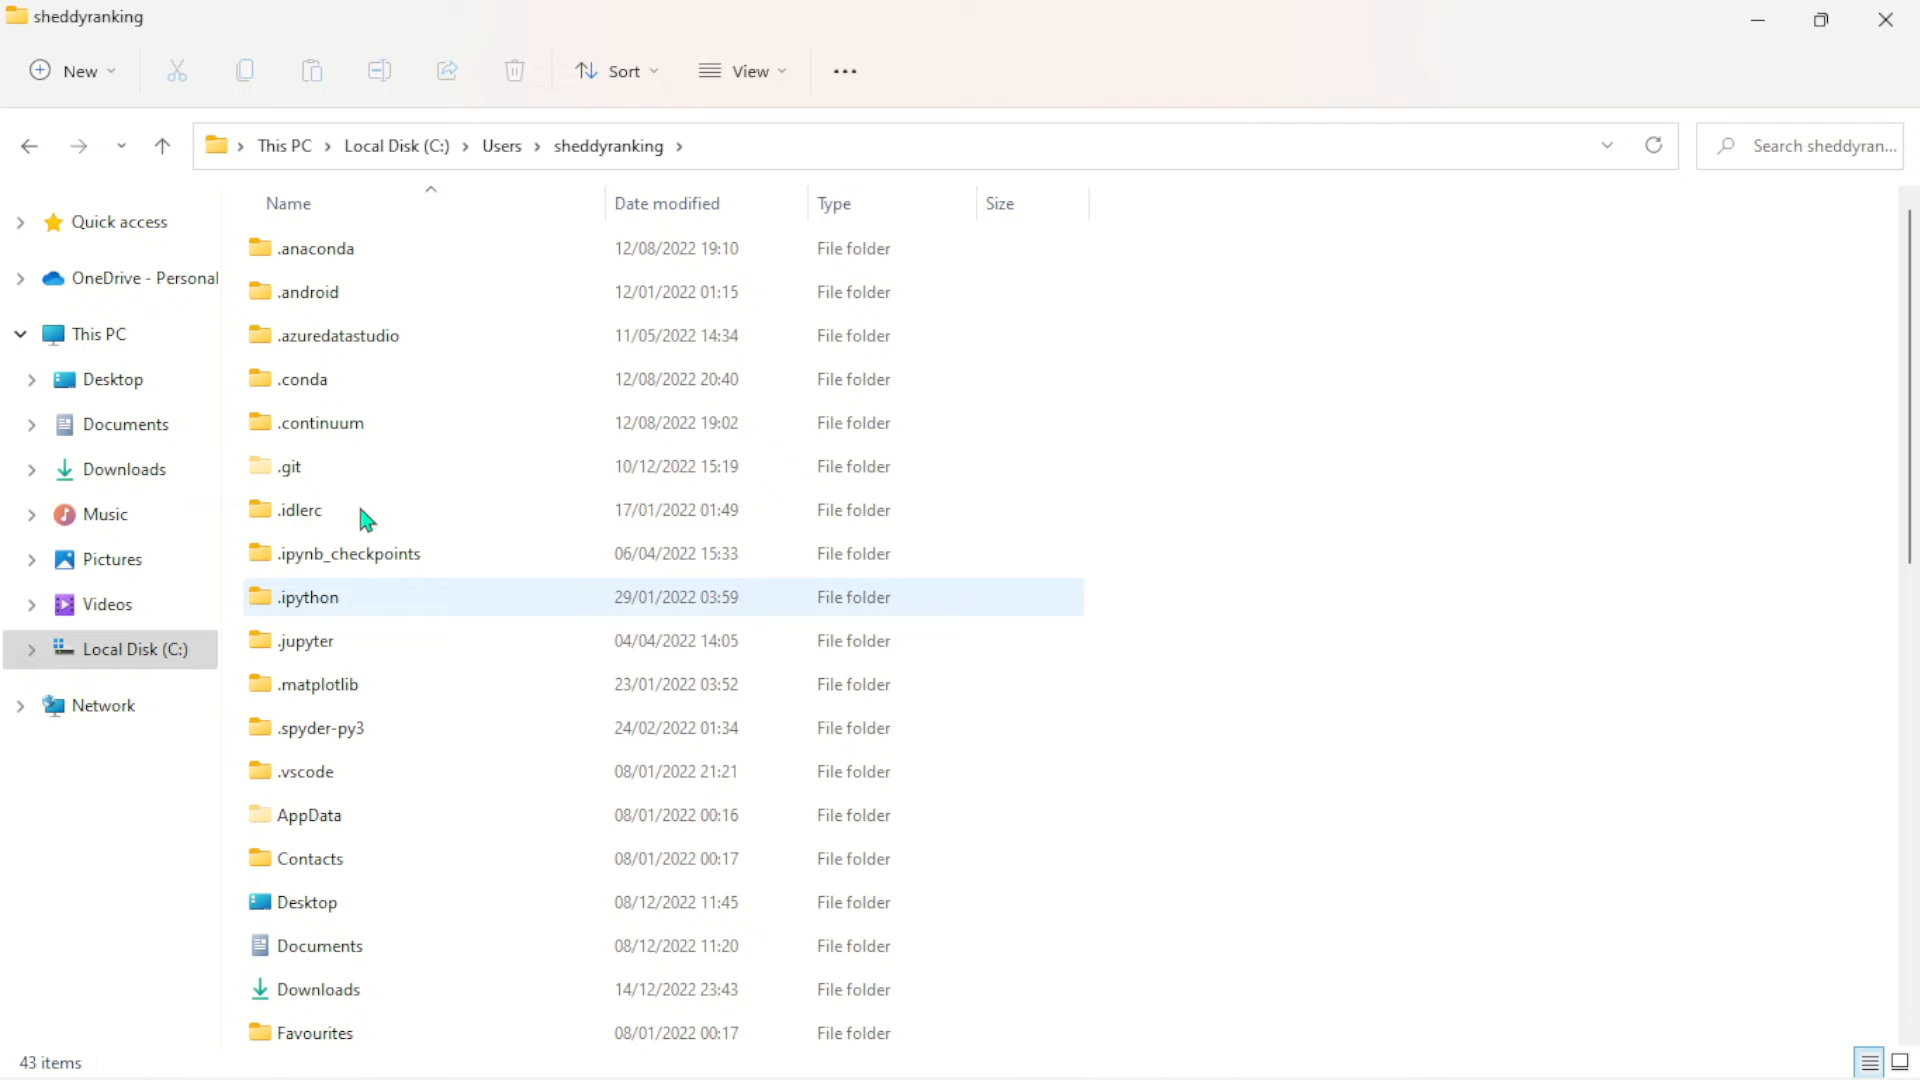 sheddyranking
New Sort View
This PC Local Disk (C:) Users sheddyranking Search sheddyran...
Name Date modified Type Size
Quick access
OneDrive - Personal
This PC
Desktop
Documents
Downloads
Music
Pictures
Videos
Local Disk (C:)
Network
.anaconda 12/08/2022 19:10 File folder
.android 12/01/2022 01:15 File folder
.azuredatastudio 11/05/2022 14:34 File folder
.conda 12/08/2022 20:40 File folder
.continuum 12/08/2022 19:02 File folder
.git 10/12/2022 15:19 File folder
.idlerc 17/01/2022 01:49 File folder
.ipynb_checkpoints 06/04/2022 15:33 File folder
.ipython 29/01/2022 03:59 File folder
.jupyter 04/04/2022 14:05 File folder
.matplotlib 23/01/2022 03:52 File folder
.spyder-py3 24/02/2022 01:34 File folder
.vscode 08/01/2022 21:21 File folder
AppData 08/01/2022 00:16 File folder
Contacts 08/01/2022 00:17 File folder
Desktop 08/12/2022 11:45 File folder
Documents 08/12/2022 11:20 File folder
Downloads 14/12/2022 23:43 File folder
Favourites 08/01/2022 00:17 File folder
43 items